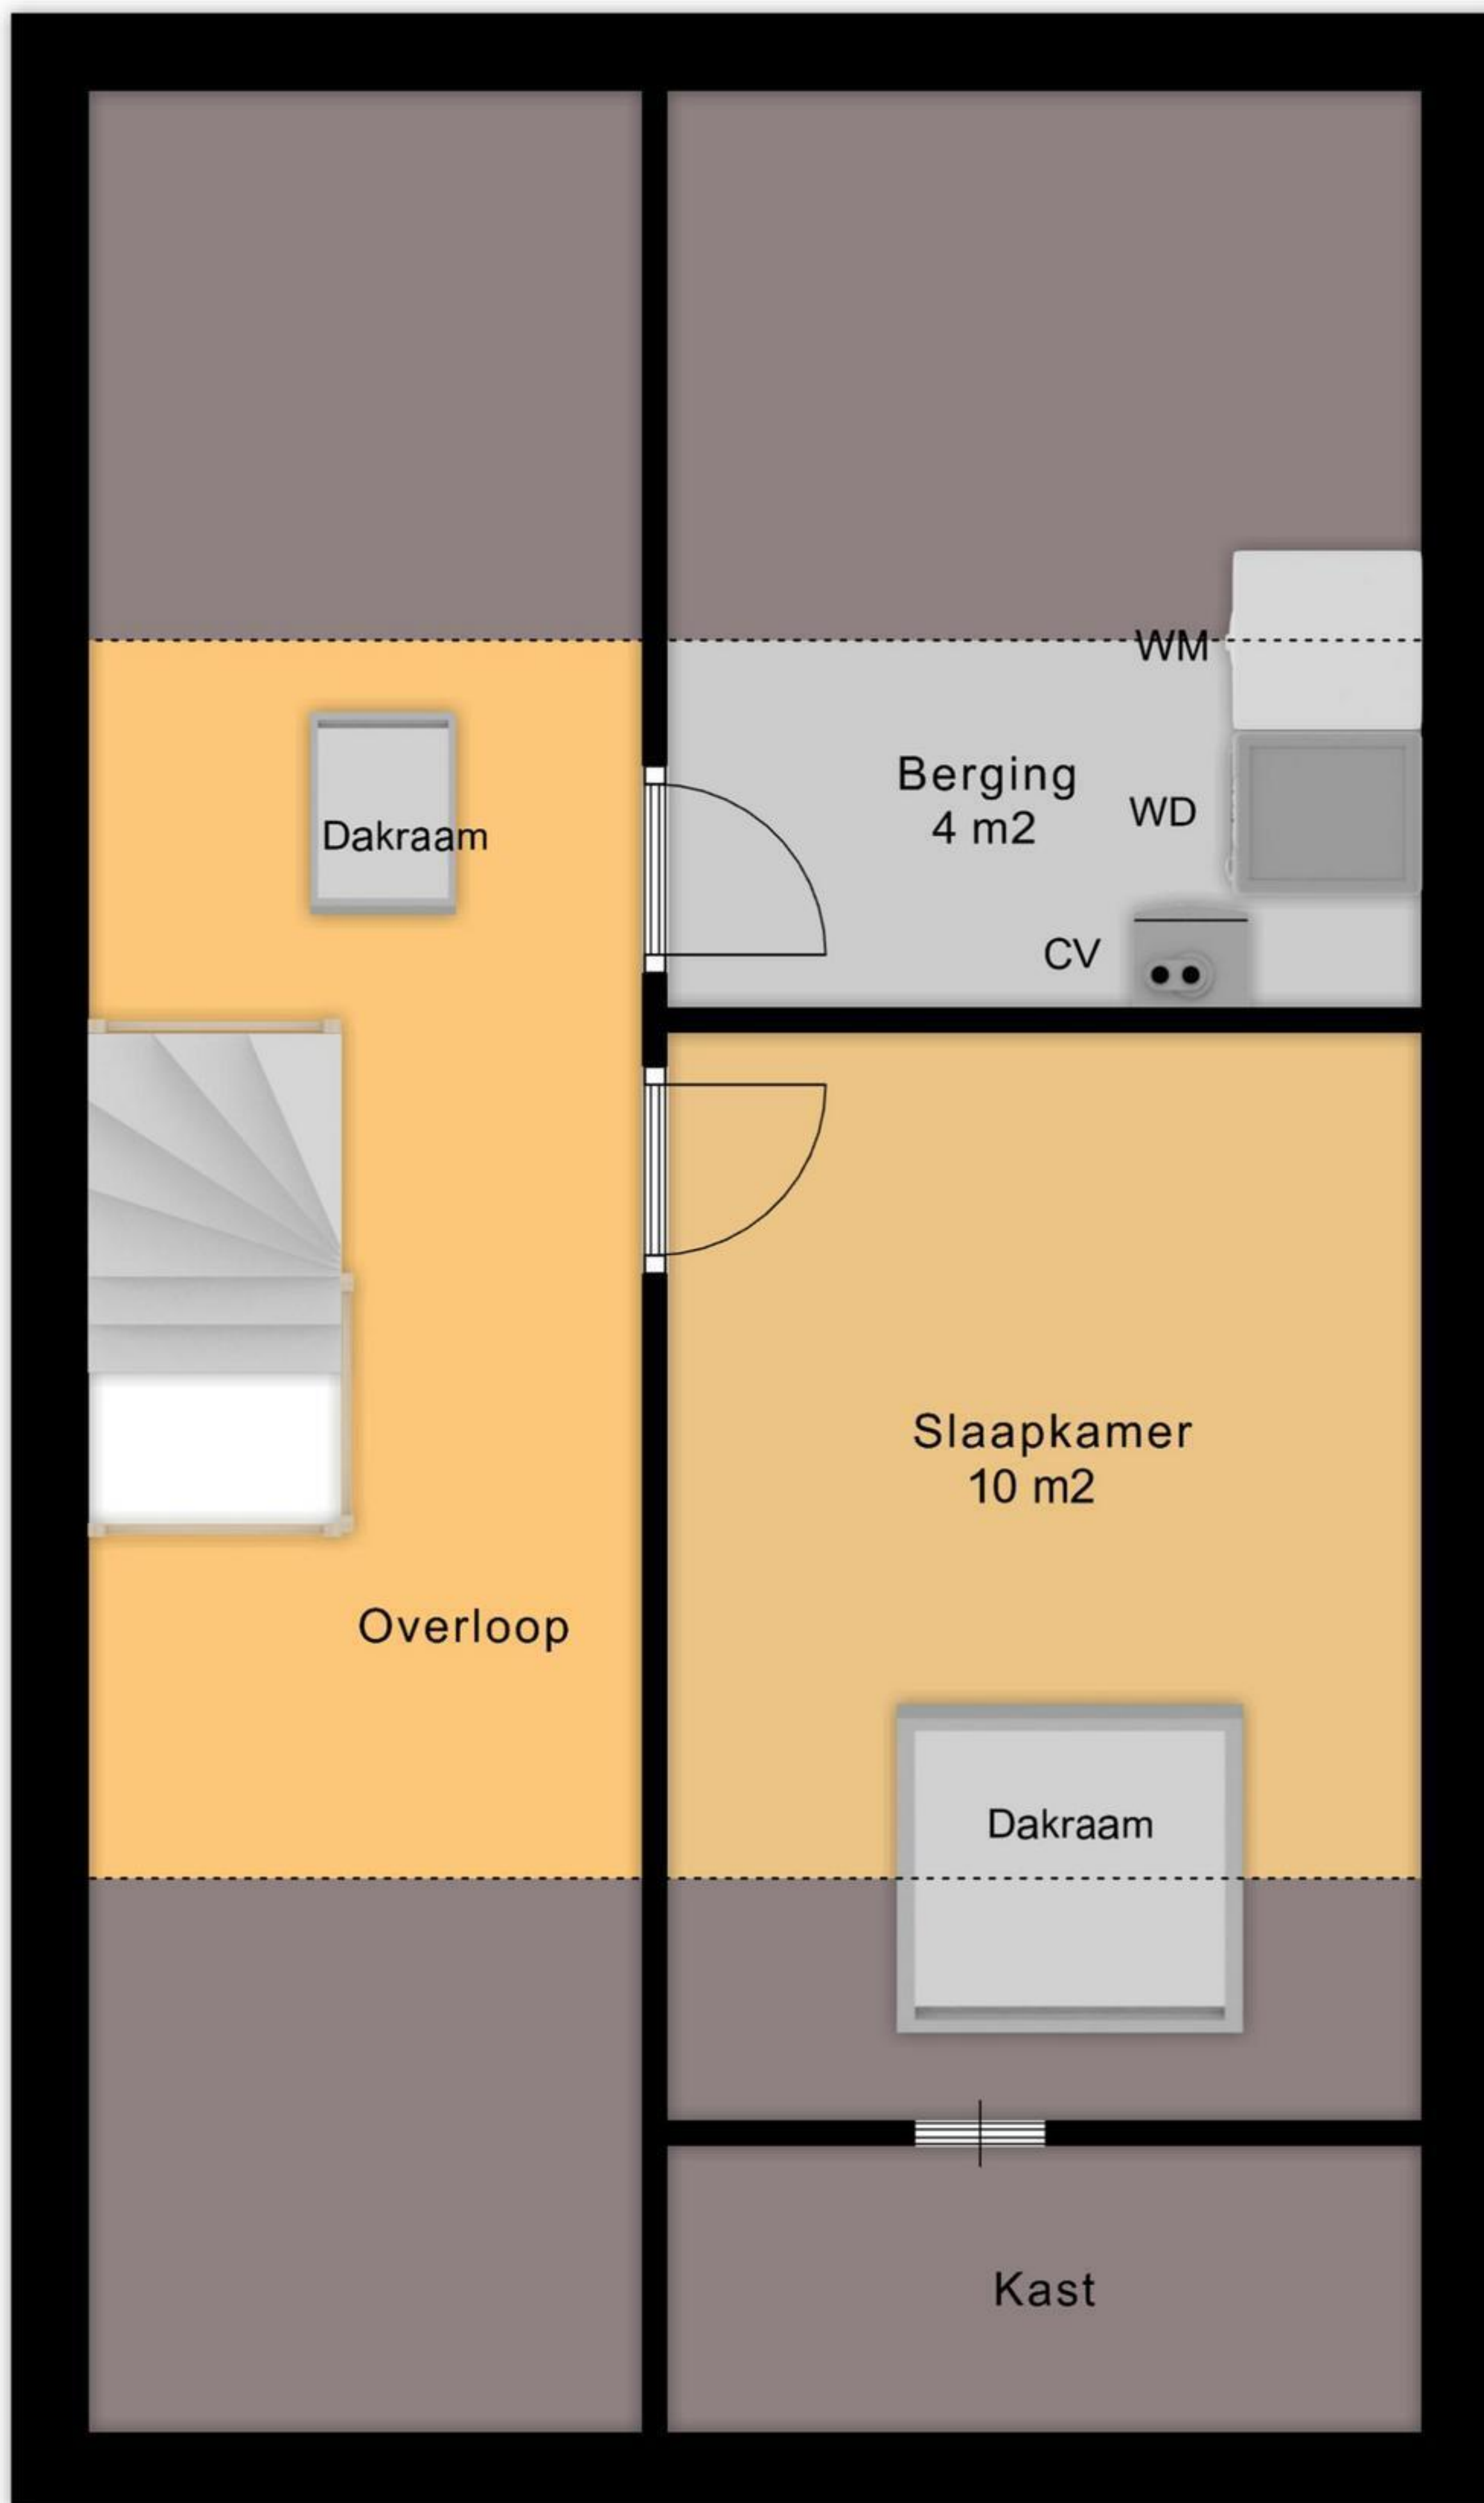 WM
Berging
4 m2
WD
Dakraam
CV
Slaapkamer
10 m2
Overloop
Dakraam
Kast